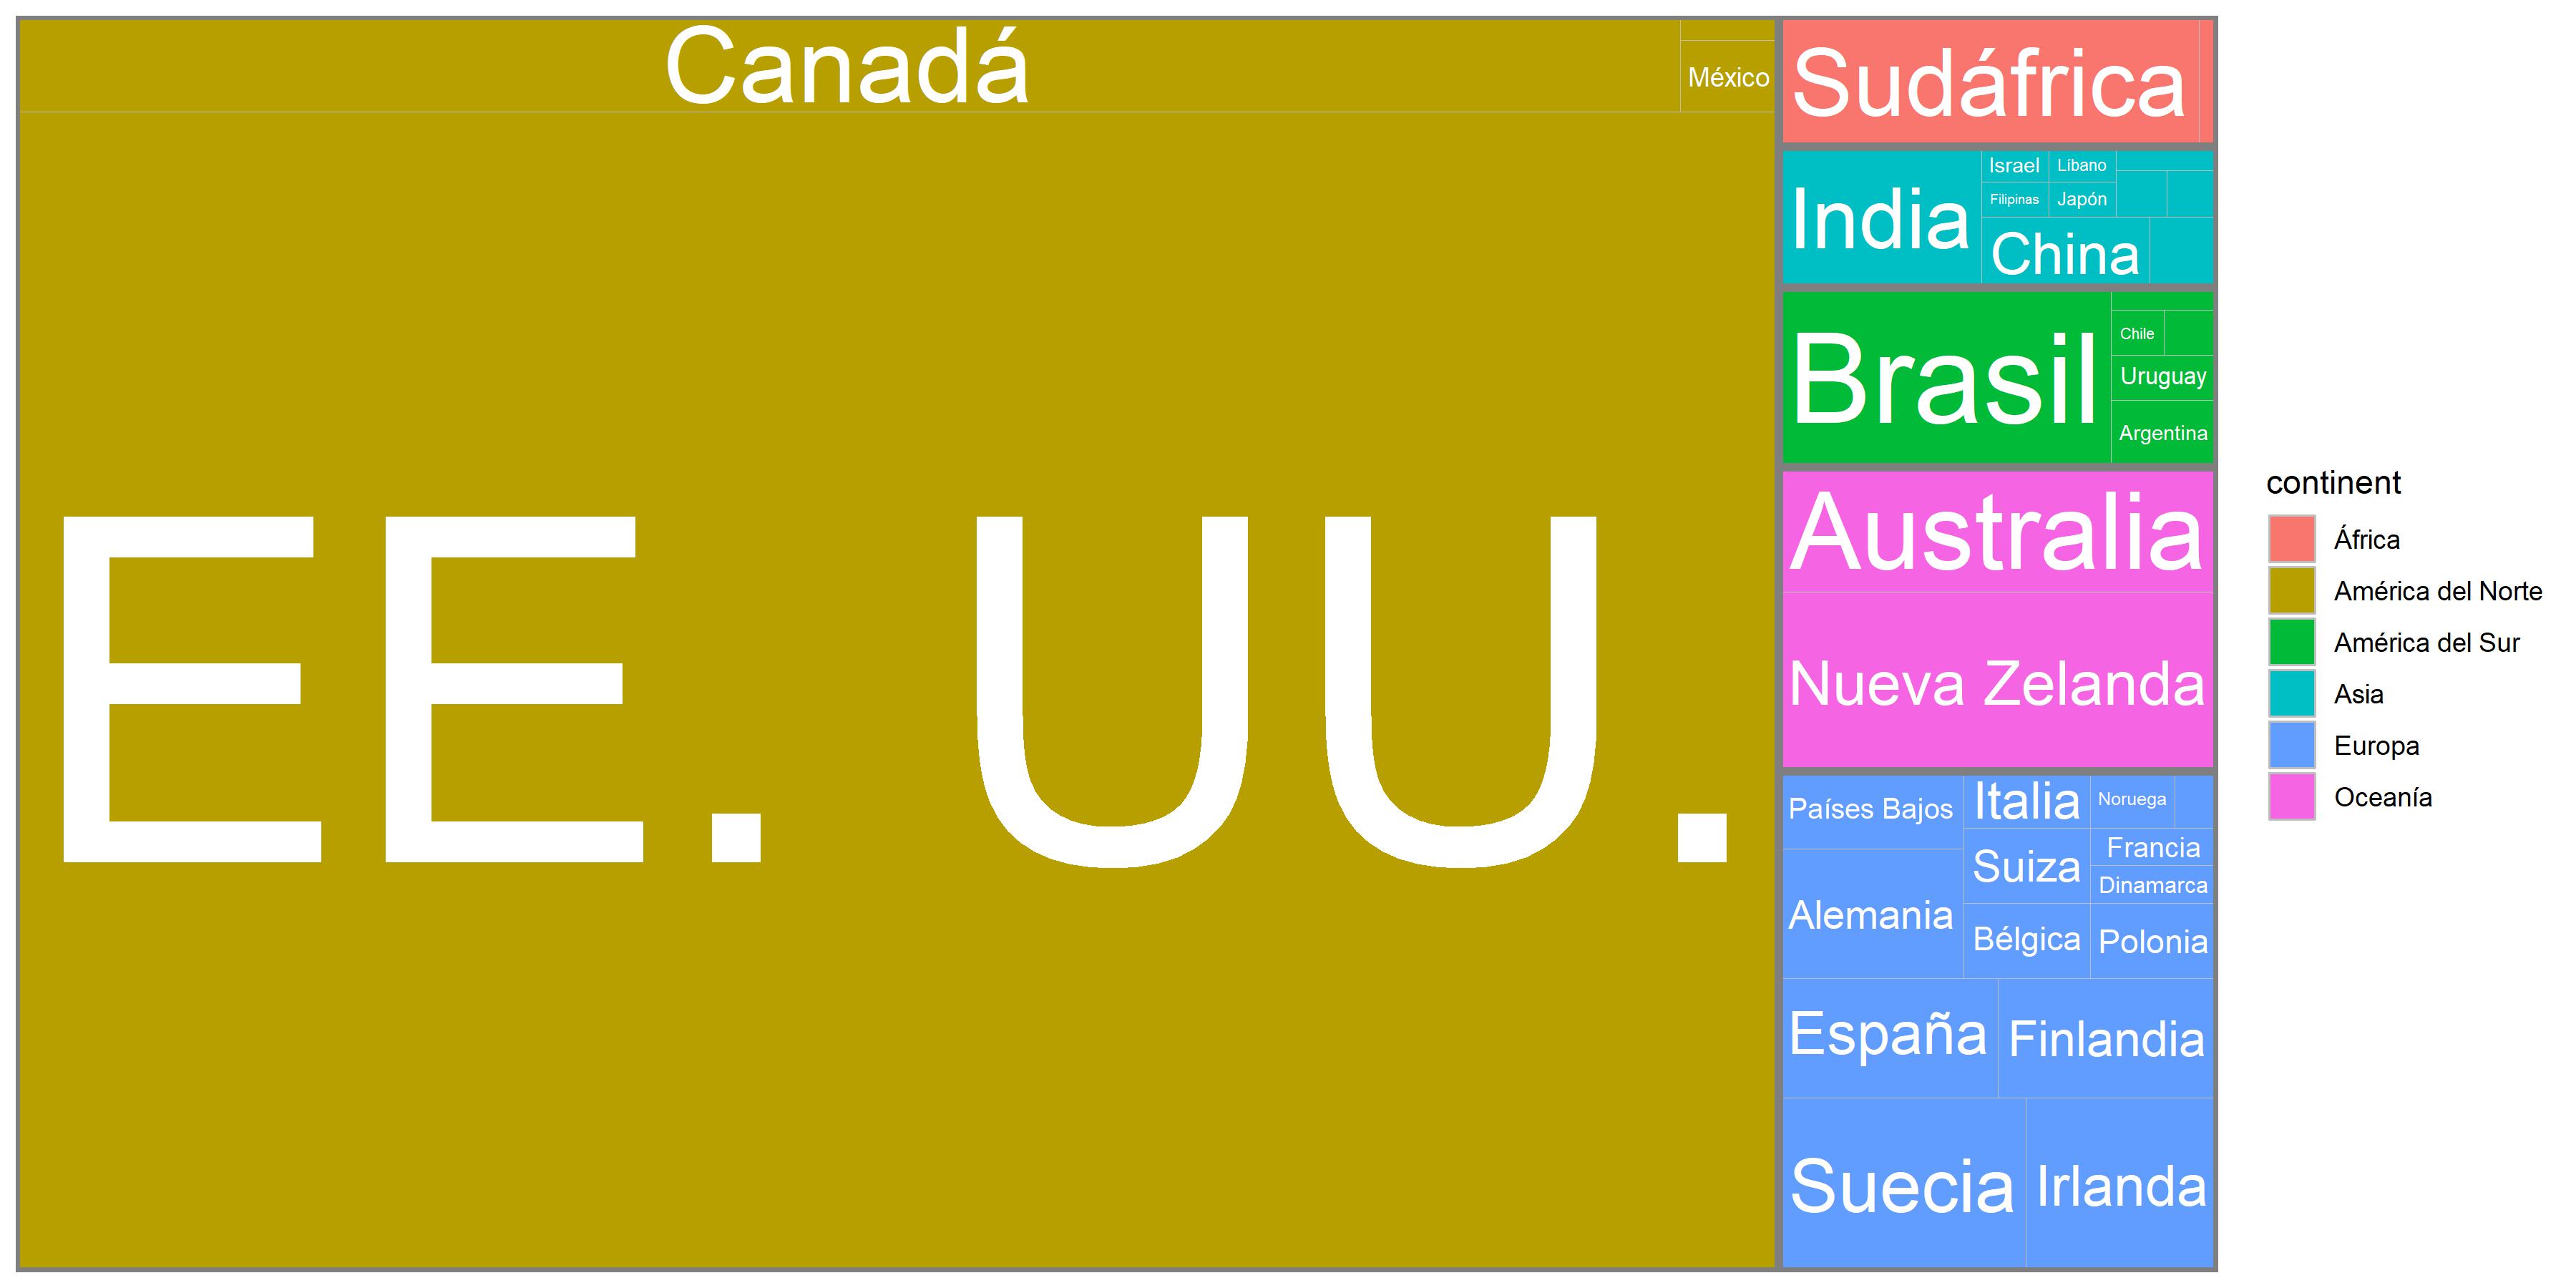 Canadá
México
EE. UU.
Sudáfrica
India
Israel
Líbano
Filipinas
Japón
China
Brasil
Chile
Uruguay
Argentina
Australia
Nueva Zelanda
Países Bajos
Italia
Noruega
Francia
Suiza
Dinamarca
Alemania
Bélgica
Polonia
España
Finlandia
Suecia
Irlanda
continent
África
América del Norte
América del Sur
Asia
Europa
Oceanía